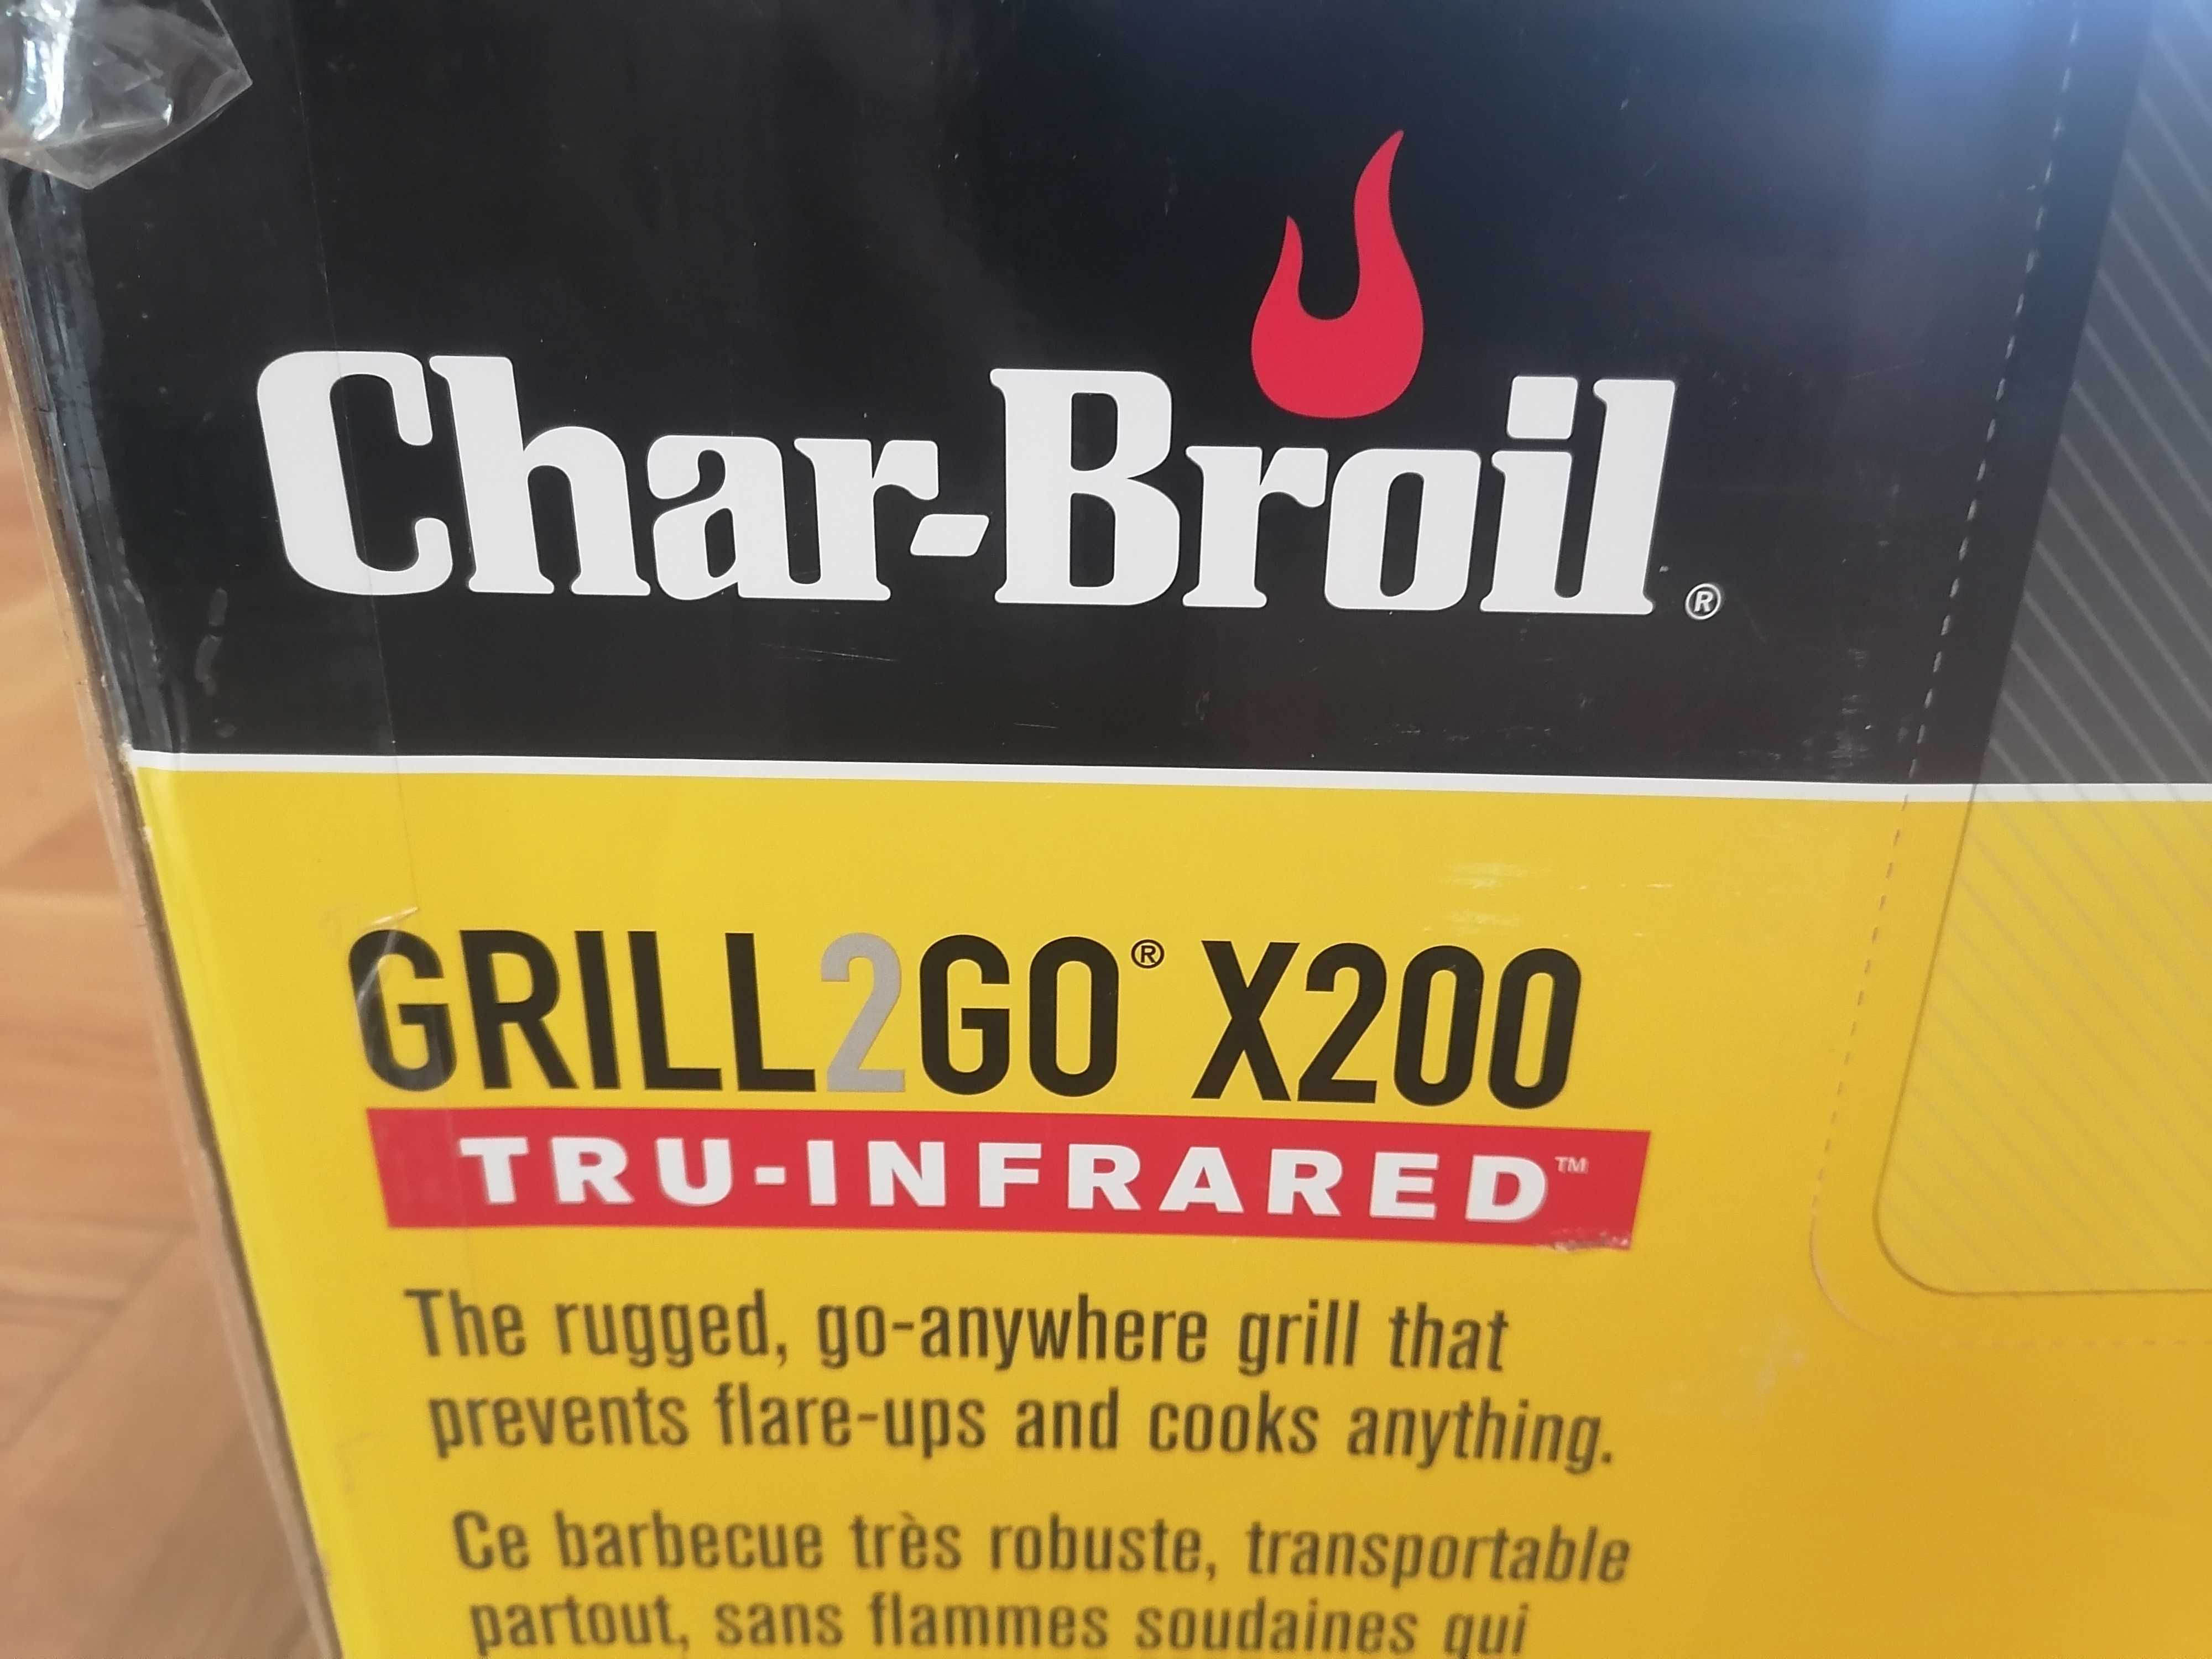 Char-Broil®
GRILL2GO® X200
TRU-INFRARED™
The rugged, go-anywhere grill that
prevents flare-ups and cooks anything.
Ce barbecue très robuste, transportable
partout, sans flammes soudaines qui